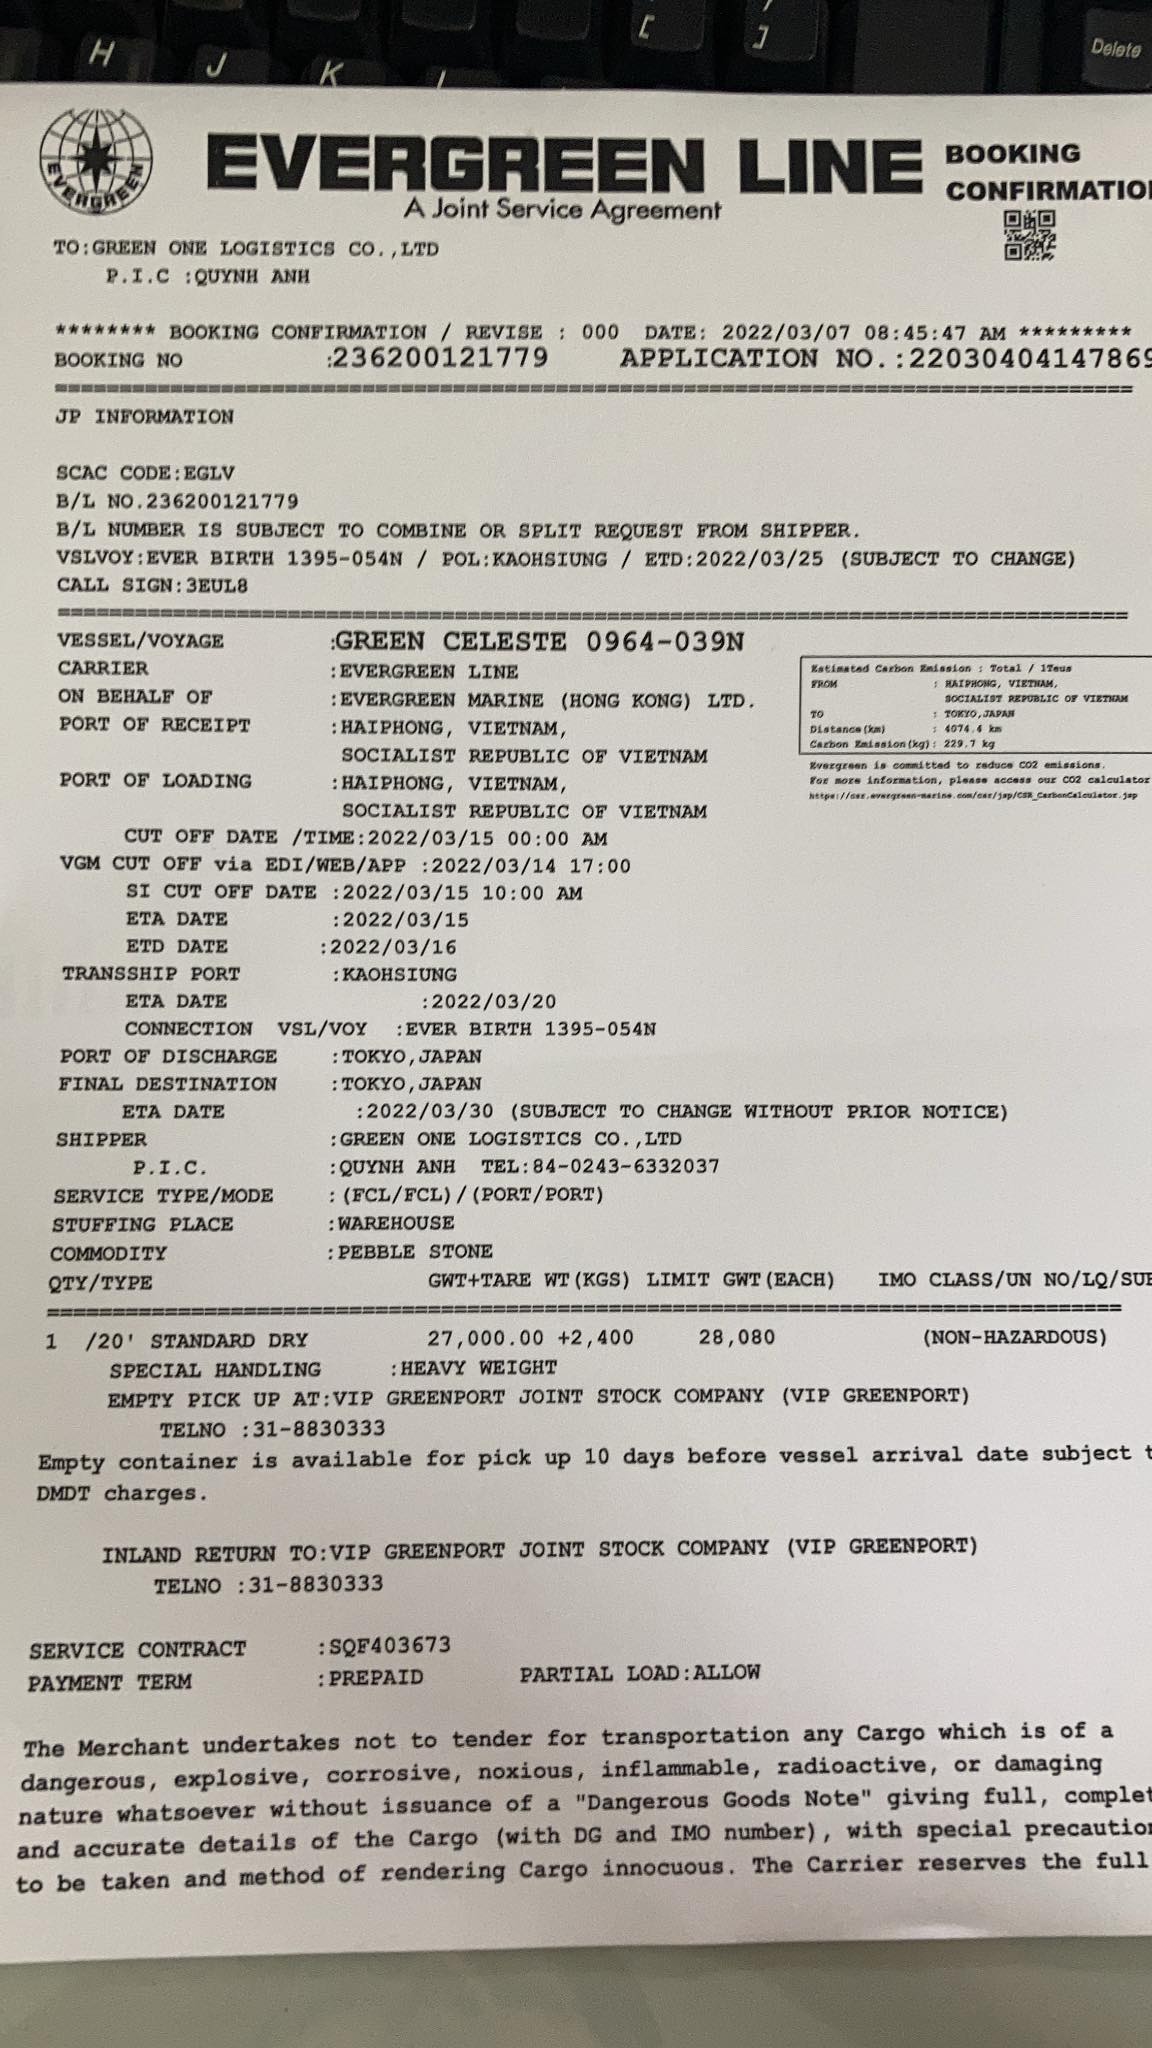 H J K L [ ] Delete
EVERGREEN
EVERGREEN LINE
A Joint Service Agreement
BOOKING
CONFIRMATIO
TO:GREEN ONE LOGISTICS CO.,LTD
P.I.C :QUYNH ANH
******** BOOKING CONFIRMATION / REVISE : 000 DATE: 2022/03/07 08:45:47 AM *********
BOOKING NO :236200121779 APPLICATION NO.:22030404147869
JP INFORMATION
SCAC CODE:EGLV
B/L NO.236200121779
B/L NUMBER IS SUBJECT TO COMBINE OR SPLIT REQUEST FROM SHIPPER.
VSLVOY:EVER BIRTH 1395-054N / POL:KAOHSIUNG / ETD:2022/03/25 (SUBJECT TO CHANGE)
CALL SIGN:3EUL8
VESSEL/VOYAGE :GREEN CELESTE 0964-039N
CARRIER :EVERGREEN LINE
ON BEHALF OF :EVERGREEN MARINE (HONG KONG) LTD.
PORT OF RECEIPT :HAIPHONG, VIETNAM,
SOCIALIST REPUBLIC OF VIETNAM
PORT OF LOADING :HAIPHONG, VIETNAM,
SOCIALIST REPUBLIC OF VIETNAM
Estimated Carbon Emission : Total / 1Teus
FROM : HAIPHONG, VIETNAM,
SOCIALIST REPUBLIC OF VIETNAM
TO : TOKYO,JAPAN
Distance(km) : 4074.4 km
Carbon Emission(kg): 229.7 kg
Evergreen is committed to reduce CO2 emissions.
For more information, please access our CO2 calculator
https://csr.evergreen-marine.com/csr/jsp/CSR_CarbonCalculator.jsp
CUT OFF DATE /TIME:2022/03/15 00:00 AM
VGM CUT OFF via EDI/WEB/APP :2022/03/14 17:00
SI CUT OFF DATE :2022/03/15 10:00 AM
ETA DATE :2022/03/15
ETD DATE :2022/03/16
TRANSSHIP PORT :KAOHSIUNG
ETA DATE :2022/03/20
CONNECTION VSL/VOY :EVER BIRTH 1395-054N
PORT OF DISCHARGE :TOKYO,JAPAN
FINAL DESTINATION :TOKYO,JAPAN
ETA DATE :2022/03/30 (SUBJECT TO CHANGE WITHOUT PRIOR NOTICE)
SHIPPER :GREEN ONE LOGISTICS CO.,LTD
P.I.C. :QUYNH ANH TEL:84-0243-6332037
SERVICE TYPE/MODE :(FCL/FCL)/(PORT/PORT)
STUFFING PLACE :WAREHOUSE
COMMODITY :PEBBLE STONE
QTY/TYPE GWT+TARE WT(KGS) LIMIT GWT(EACH) IMO CLASS/UN NO/LQ/SUB
1 /20' STANDARD DRY 27,000.00 +2,400 28,080 (NON-HAZARDOUS)
SPECIAL HANDLING :HEAVY WEIGHT
EMPTY PICK UP AT:VIP GREENPORT JOINT STOCK COMPANY (VIP GREENPORT)
TELNO :31-8830333
Empty container is available for pick up 10 days before vessel arrival date subject t
DMDT charges.
INLAND RETURN TO:VIP GREENPORT JOINT STOCK COMPANY (VIP GREENPORT)
TELNO :31-8830333
SERVICE CONTRACT :SQF403673
PAYMENT TERM :PREPAID PARTIAL LOAD:ALLOW
The Merchant undertakes not to tender for transportation any Cargo which is of a
dangerous, explosive, corrosive, noxious, inflammable, radioactive, or damaging
nature whatsoever without issuance of a "Dangerous Goods Note" giving full, complet
and accurate details of the Cargo (with DG and IMO number), with special precaution
to be taken and method of rendering Cargo innocuous. The Carrier reserves the full